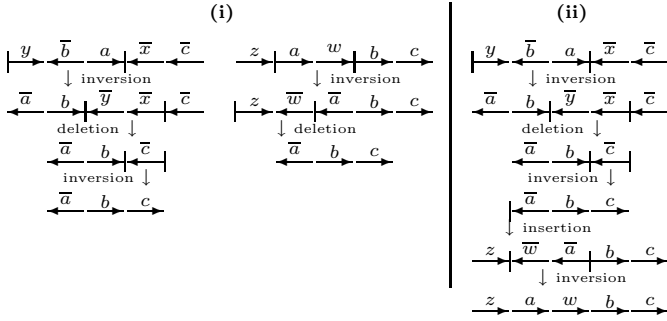 (i)
y b̅ a x̅ c̅
↓ inversion
a̅ b y̅ x̅ c̅
deletion ↓
a̅ b c̅
inversion ↓
a̅ b c
z a w b c
↓ inversion
z w̅ a̅ b c
↓ deletion
a̅ b c
(ii)
y b̅ a x̅ c̅
↓ inversion
a̅ b y̅ x̅ c̅
deletion ↓
a̅ b c̅
inversion ↓
a̅ b c
↓ insertion
z w̅ a̅ b c
↓ inversion
z a w b c